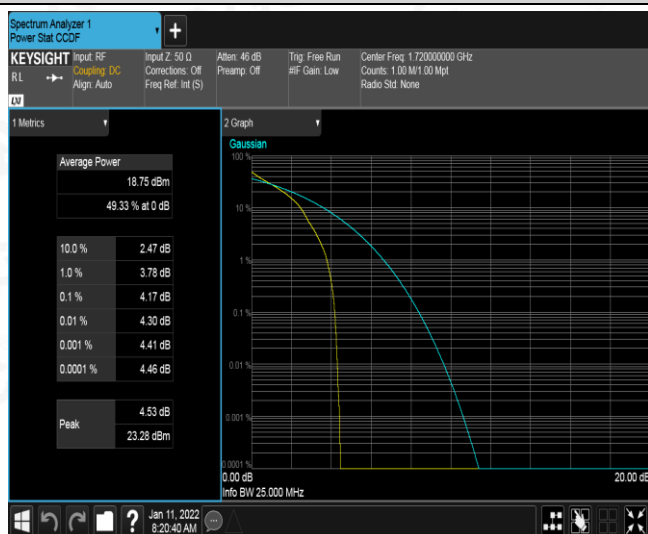 Spectrum Analyzer 1
Power Stat CCDF
+
KEYSIGHT
RL
LXI
Input: RF
Coupling: DC
Align: Auto
Input Z: 50 Ω
Corrections: Off
Freq Ref: Int (S)
Atten: 46 dB
Preamp: Off
Trig: Free Run
#IF Gain: Low
Center Freq: 1.720000000 GHz
Counts: 1.00 M/1.00 Mpt
Radio Std: None
1 Metrics
Average Power
18.75 dBm
49.33 % at 0 dB
10.0 % 2.47 dB
1.0 % 3.78 dB
0.1 % 4.17 dB
0.01 % 4.30 dB
0.001 % 4.41 dB
0.0001 % 4.46 dB
Peak
4.53 dB
23.28 dBm
2 Graph
Gaussian
100 %
10 %
1 %
0.1 %
0.01 %
0.001 %
0.0001 %
0.00 dB 20.00 dB
Info BW 25.000 MHz
?
Jan 11, 2022
8:20:40 AM